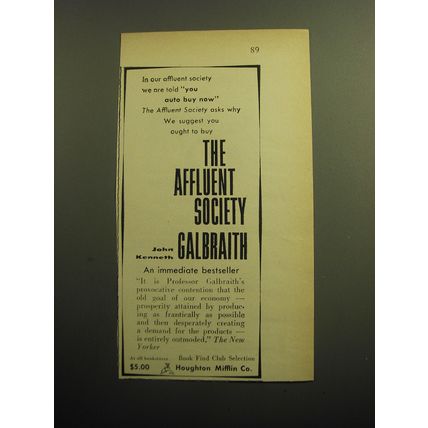 89
In our affluent society
we are told "you
auto buy now"
The Affluent Society asks why
We suggest you
ought to buy
THE
AFFLUENT
SOCIETY
John
Kenneth GALBRAITH
An immediate bestseller
"It is Professor Galbraith's
provocative contention that the
old goal of our economy —
prosperity attained by produc-
ing as frantically as possible
and then desperately creating
a demand for the products —
is entirely outmoded," The New
Yorker
At all bookstores. Book Find Club Selection
$5.00 Houghton Mifflin Co.